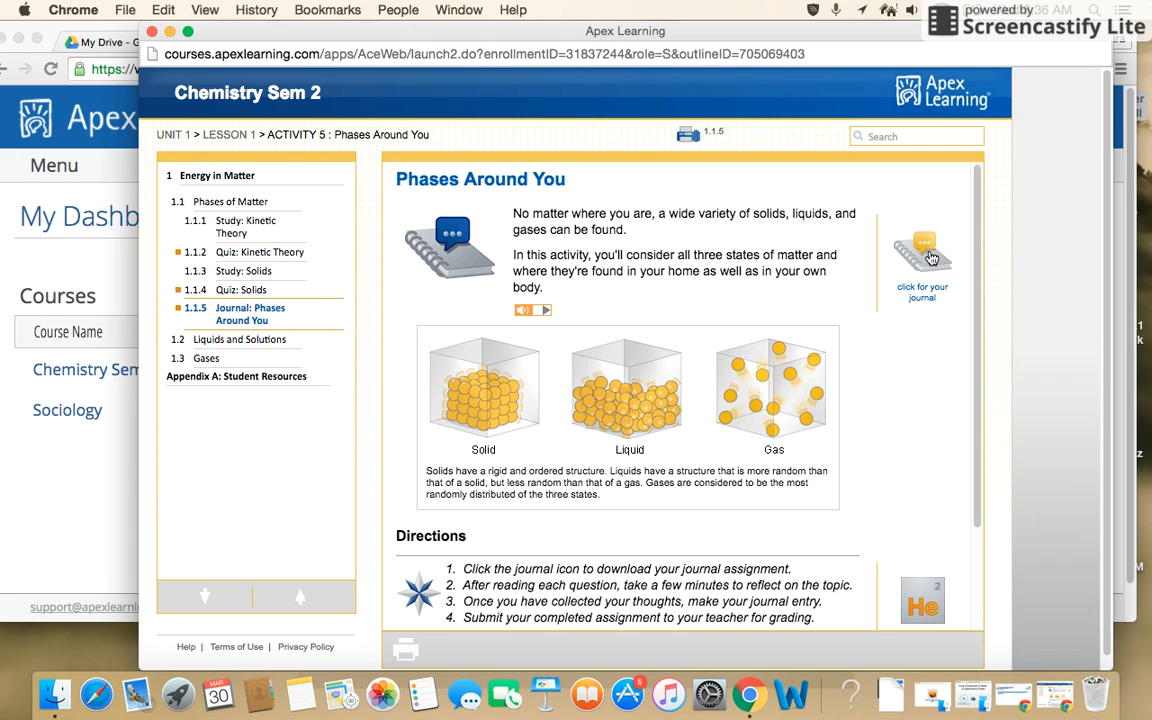 Chrome File Edit View History Bookmarks People Window Help
36 AM
powered by
Screencastify Lite
My Drive - G
Apex Learning
https://w
courses.apexlearning.com/apps/AceWeb/launch2.do?enrollmentID=31837244&role=S&outlineID=705069403
Apex
Menu
My Dashb
Courses
Course Name
Chemistry Sem
Sociology
support@apexlearni
Chemistry Sem 2
Apex
Learning
UNIT 1 > LESSON 1 > ACTIVITY 5 : Phases Around You
1.1.5
Search
1 Energy in Matter
1.1 Phases of Matter
1.1.1 Study: Kinetic
Theory
1.1.2 Quiz: Kinetic Theory
1.1.3 Study: Solids
1.1.4 Quiz: Solids
1.1.5 Journal: Phases
Around You
1.2 Liquids and Solutions
1.3 Gases
Appendix A: Student Resources
Help | Terms of Use | Privacy Policy
Phases Around You
No matter where you are, a wide variety of solids, liquids, and
gases can be found.
In this activity, you'll consider all three states of matter and
where they're found in your home as well as in your own
body.
click for your
journal
Solid
Liquid
Gas
Solids have a rigid and ordered structure. Liquids have a structure that is more random than
that of a solid, but less random than that of a gas. Gases are considered to be the most
randomly distributed of the three states.
Directions
1. Click the journal icon to download your journal assignment.
2. After reading each question, take a few minutes to reflect on the topic.
3. Once you have collected your thoughts, make your journal entry.
4. Submit your completed assignment to your teacher for grading.
2
He
MAR
30
5